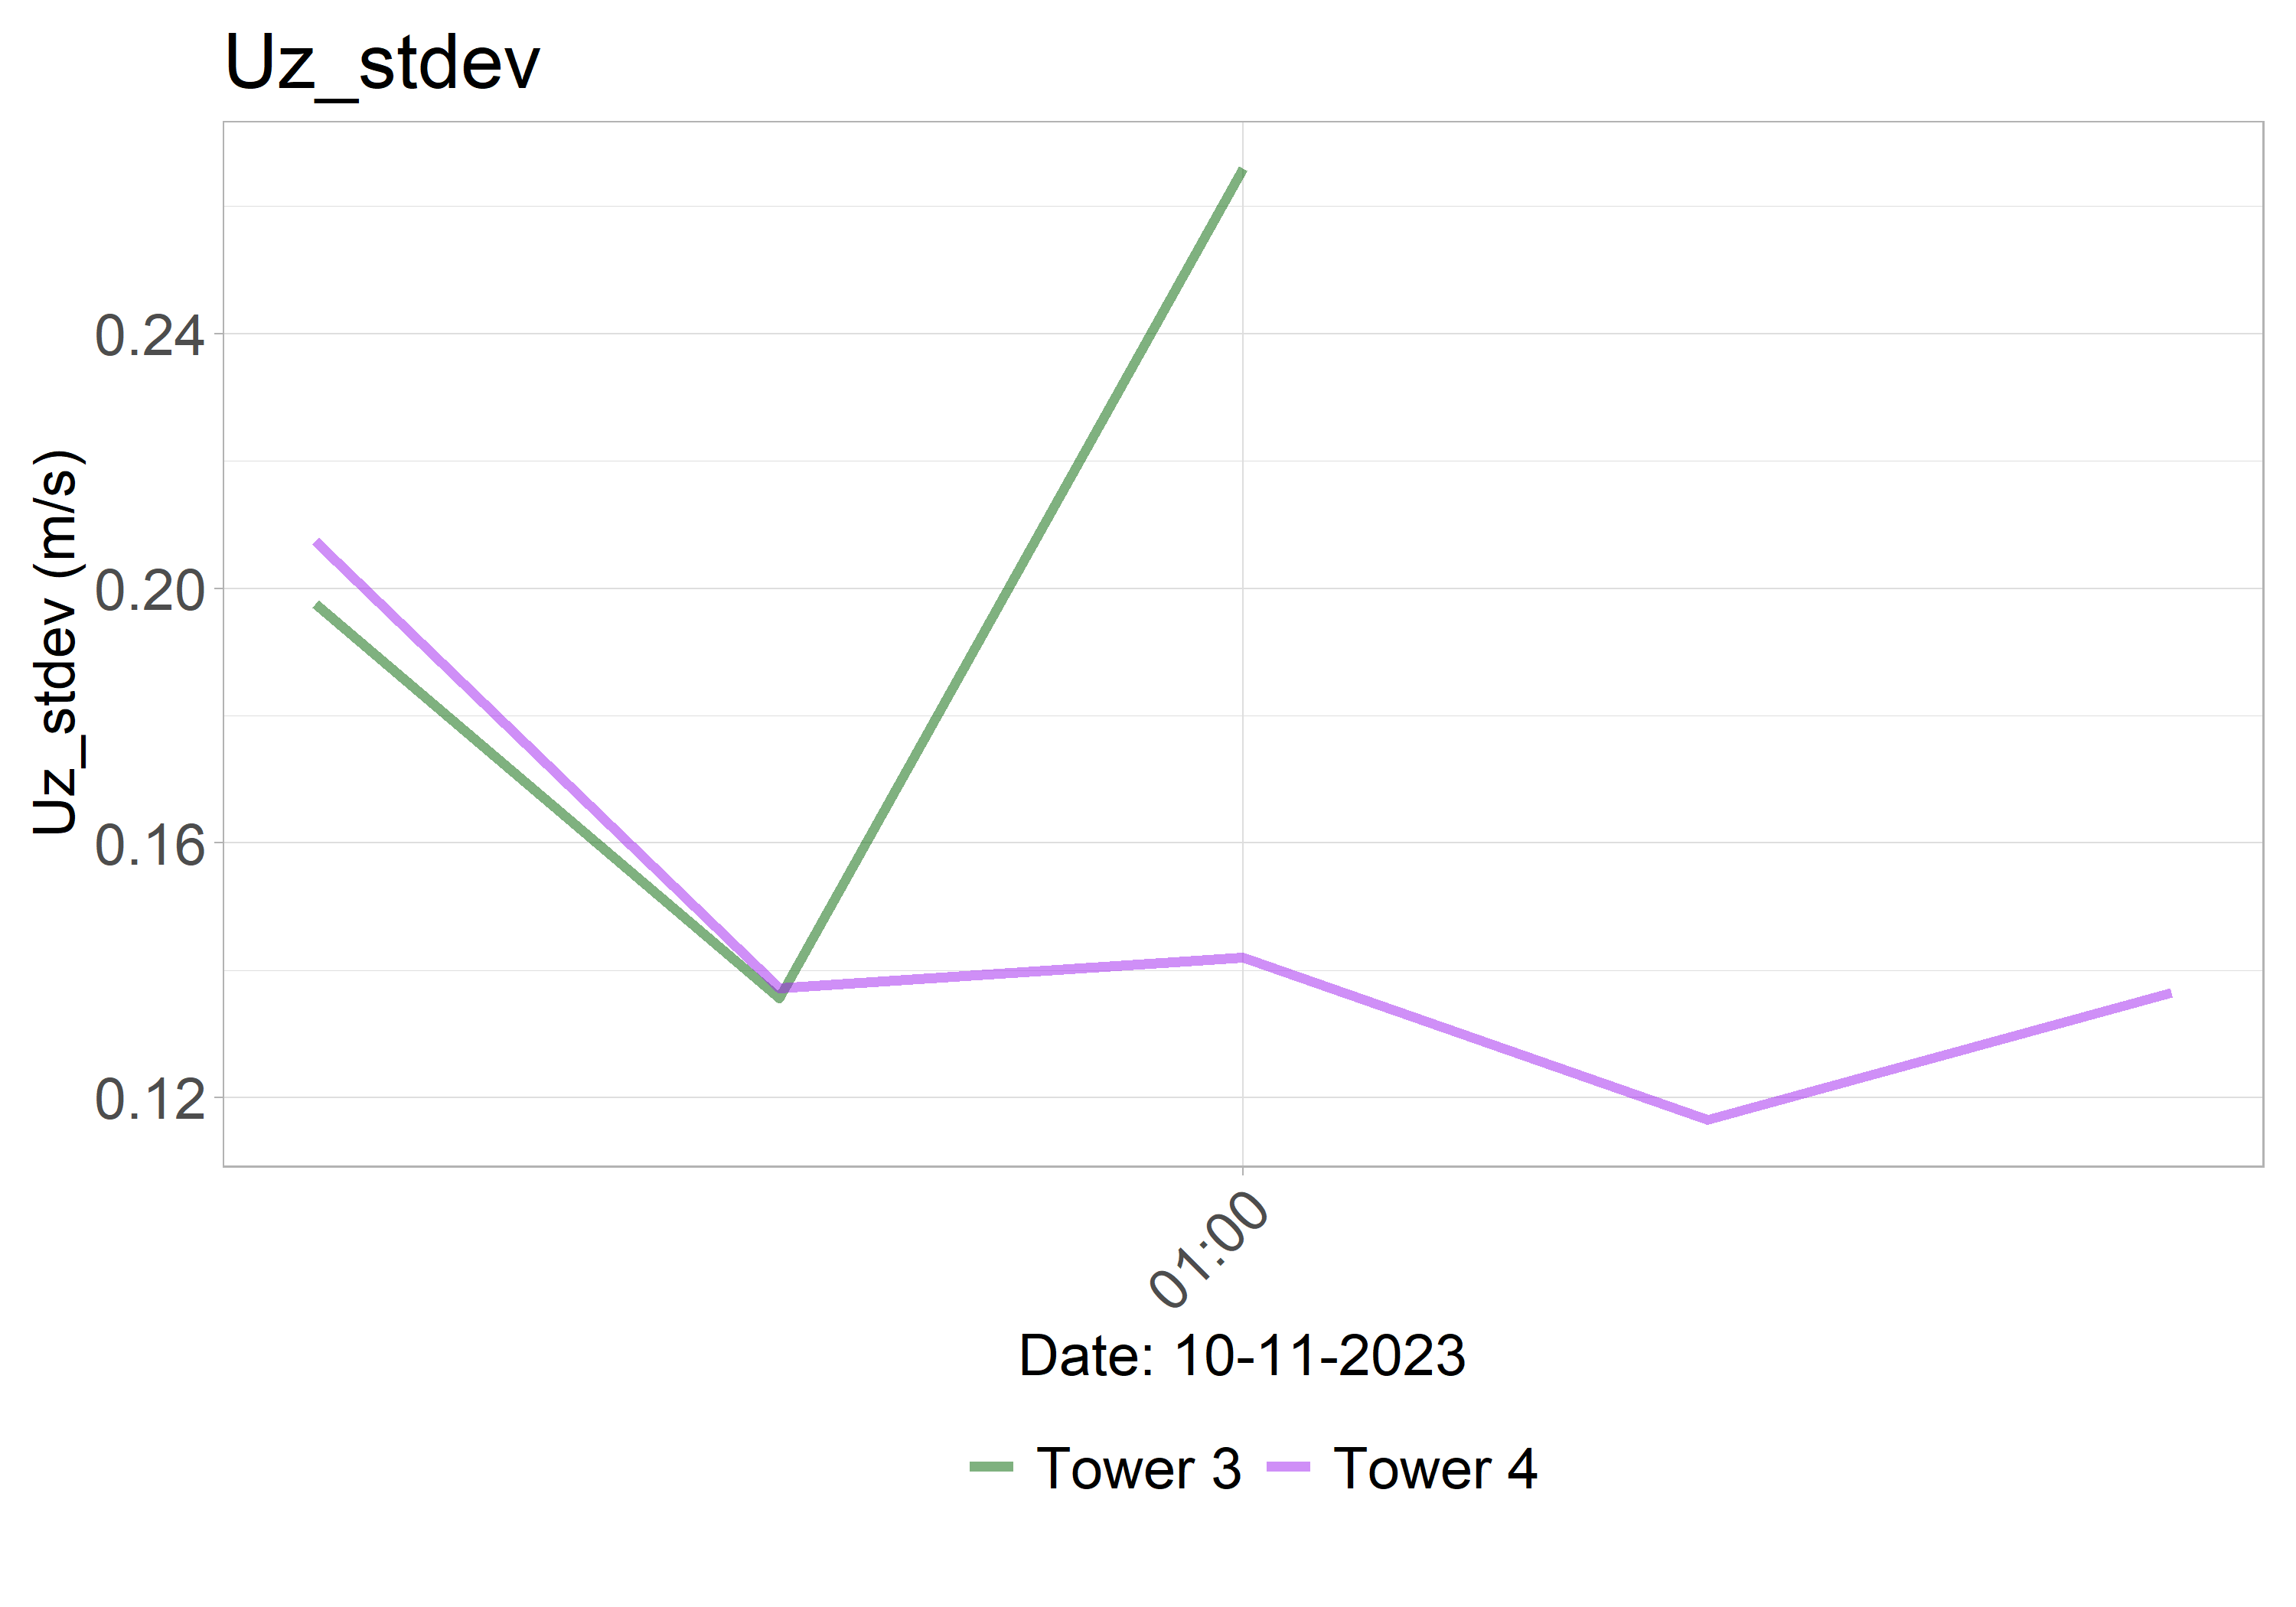 Uz_stdev
Uz_stdev (m/s)
0.24
0.20
0.16
0.12
01:00
Date: 10-11-2023
Tower 3 Tower 4